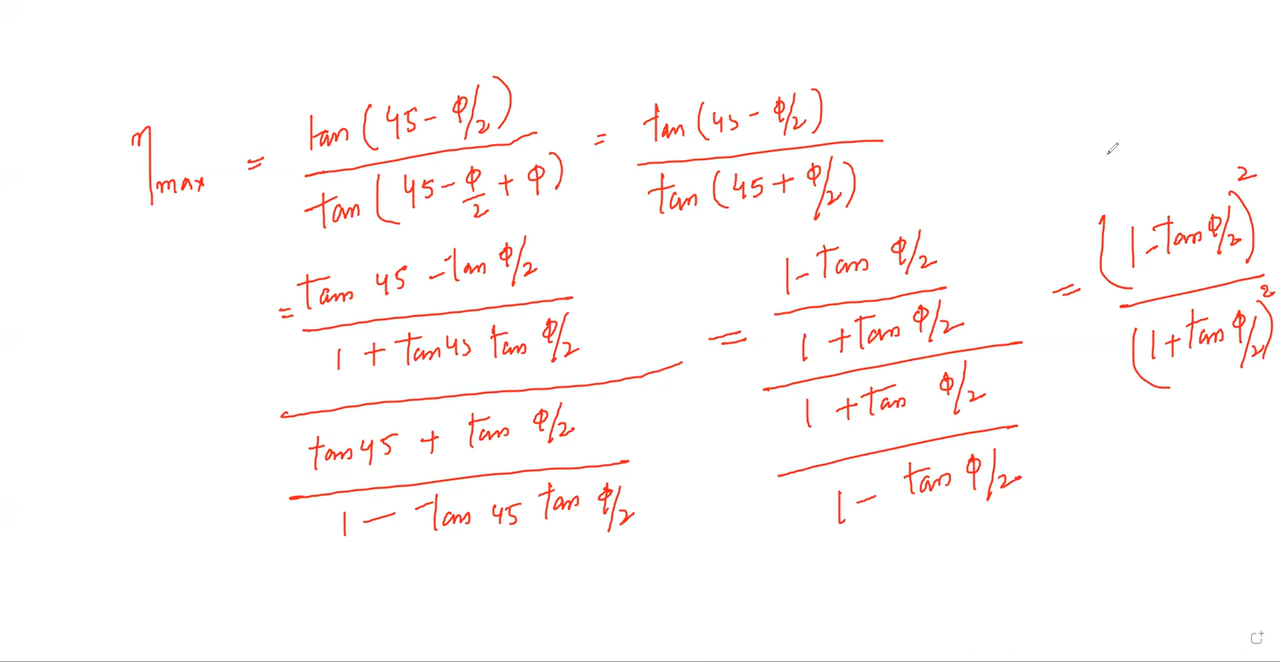 η_max = tan(45 - φ/2) / tan(45 - φ/2 + φ) = tan(45 - φ/2) / tan(45 + φ/2)
= ((tan 45 - tan φ/2) / (1 + tan 45 tan φ/2)) / ((tan 45 + tan φ/2) / (1 - tan 45 tan φ/2)) = ((1 - tan φ/2) / (1 + tan φ/2)) / ((1 + tan φ/2) / (1 - tan φ/2)) = (1 - tan φ/2)² / (1 + tan φ/2)²